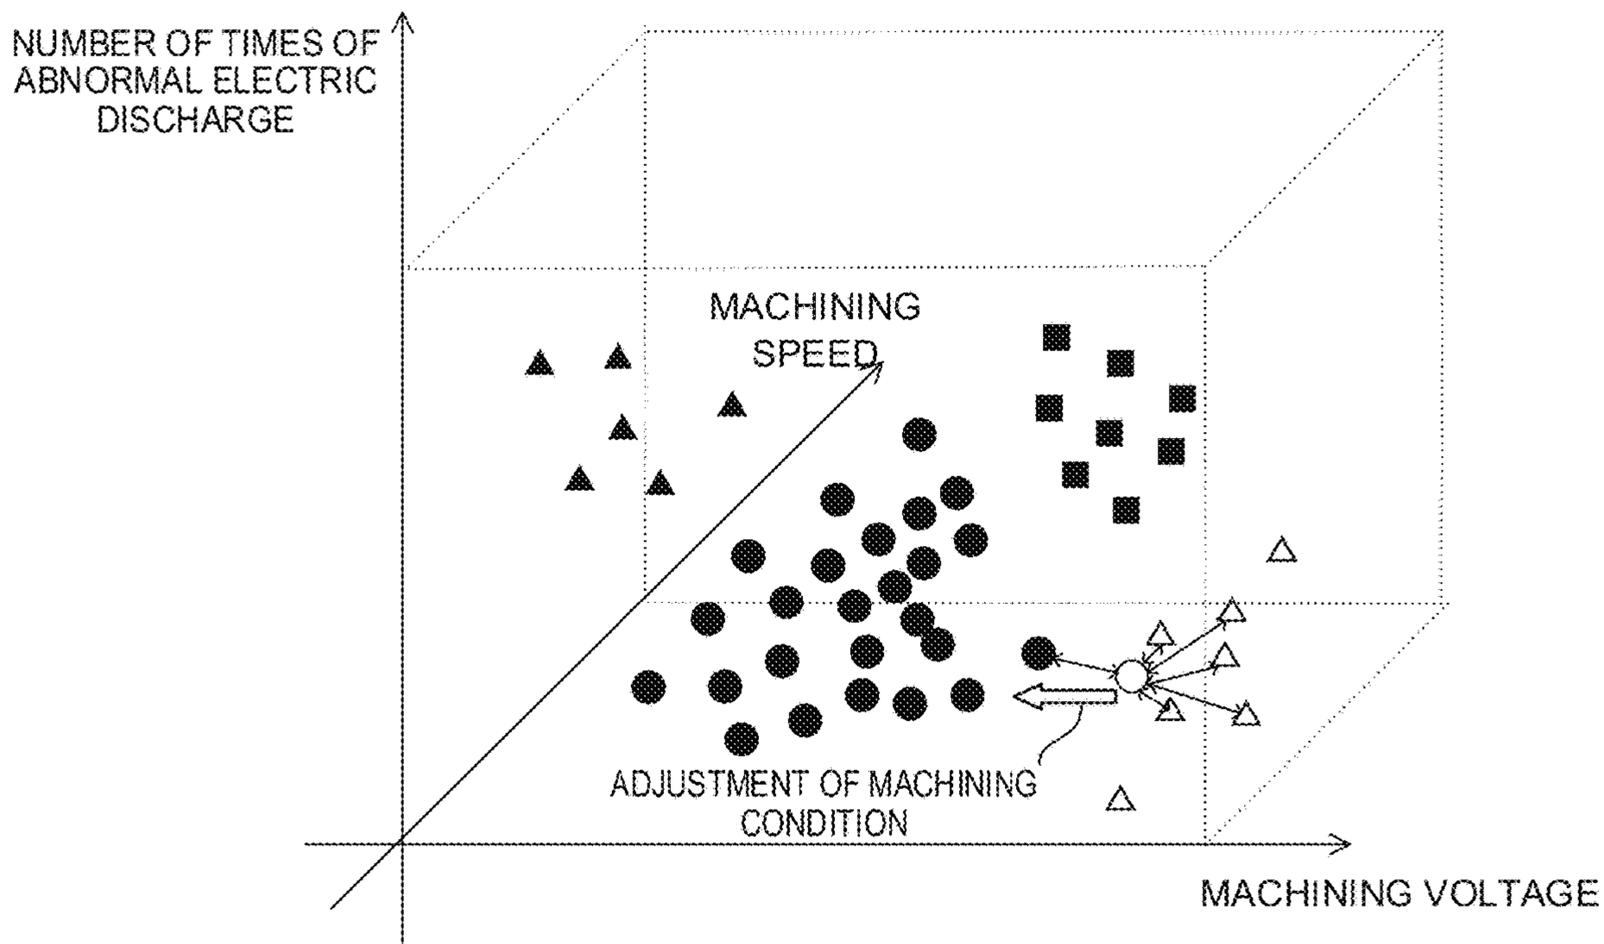 NUMBER OF TIMES OF
ABNORMAL ELECTRIC
DISCHARGE
MACHINING
SPEED
ADJUSTMENT OF MACHINING
CONDITION
MACHINING VOLTAGE